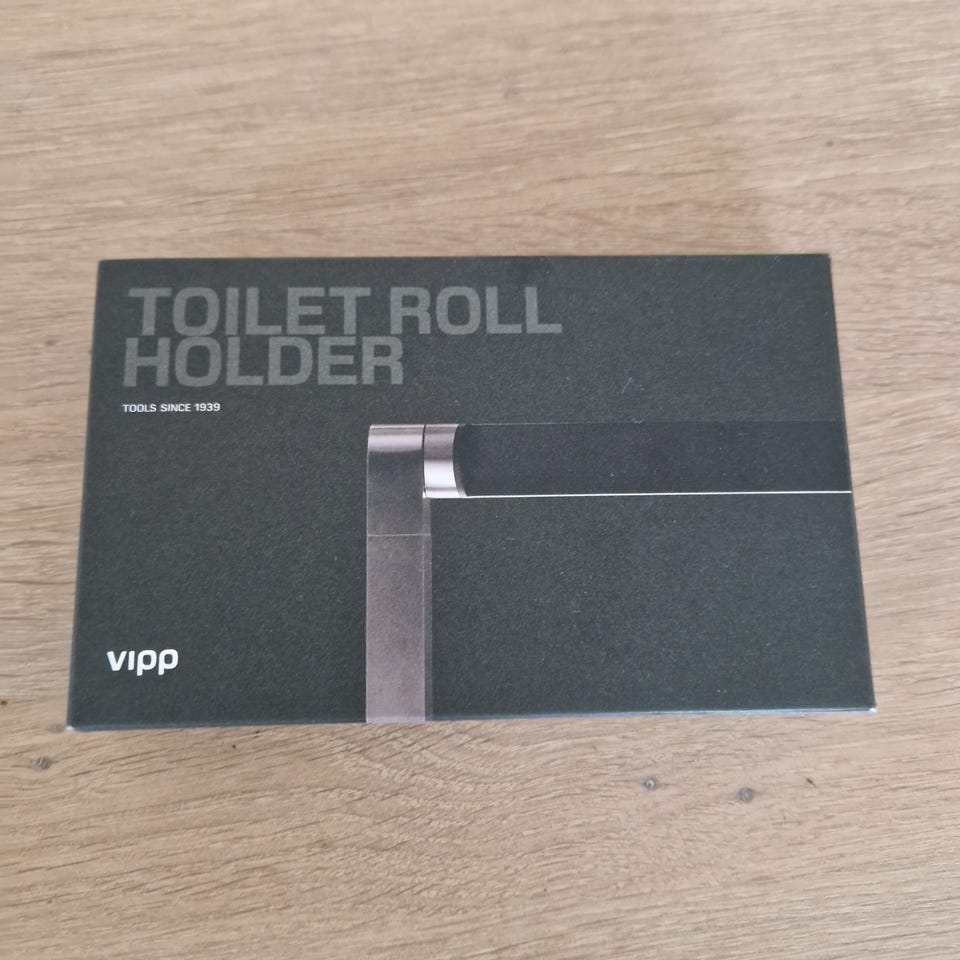 TOILET ROLL
HOLDER
TOOLS SINCE 1939
vipp